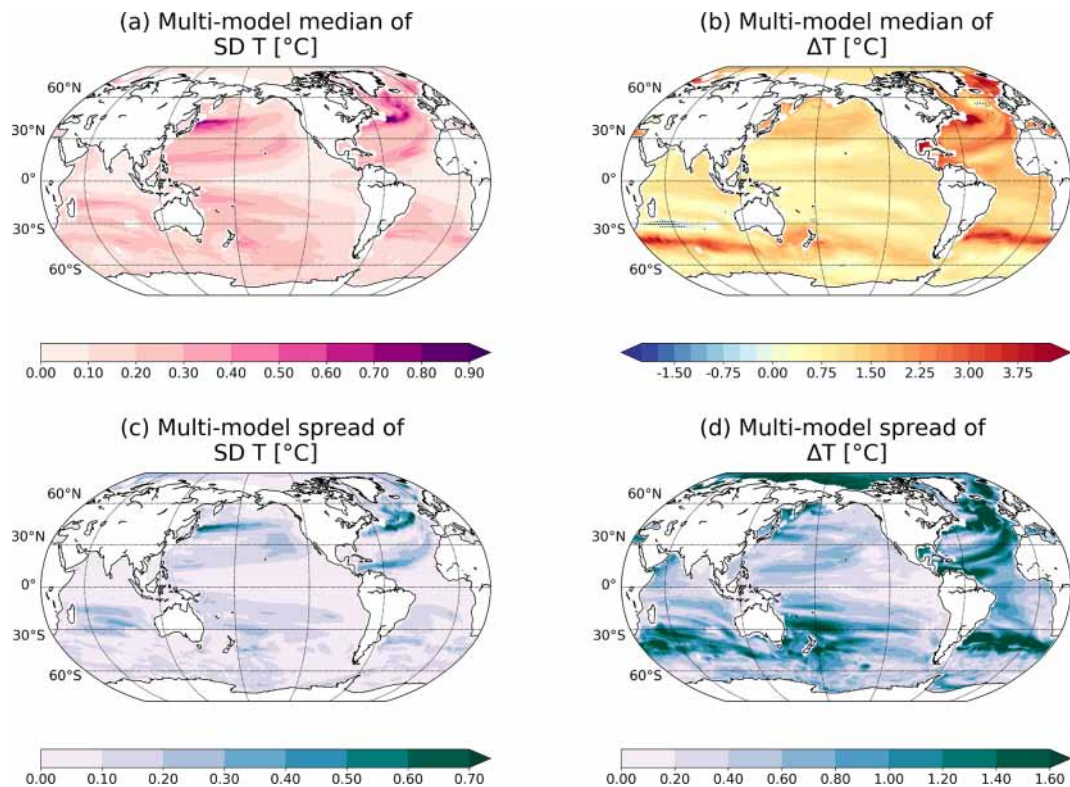 (a) Multi-model median of
SD T [°C]
60°N
30°N
0°
30°S
60°S
0.00 0.10 0.20 0.30 0.40 0.50 0.60 0.70 0.80 0.90
(b) Multi-model median of
ΔT [°C]
60°N
30°N
0°
30°S
60°S
-1.50 -0.75 0.00 0.75 1.50 2.25 3.00 3.75
(c) Multi-model spread of
SD T [°C]
60°N
30°N
0°
30°S
60°S
0.00 0.10 0.20 0.30 0.40 0.50 0.60 0.70
(d) Multi-model spread of
ΔT [°C]
60°N
30°N
0°
30°S
60°S
0.00 0.20 0.40 0.60 0.80 1.00 1.20 1.40 1.60